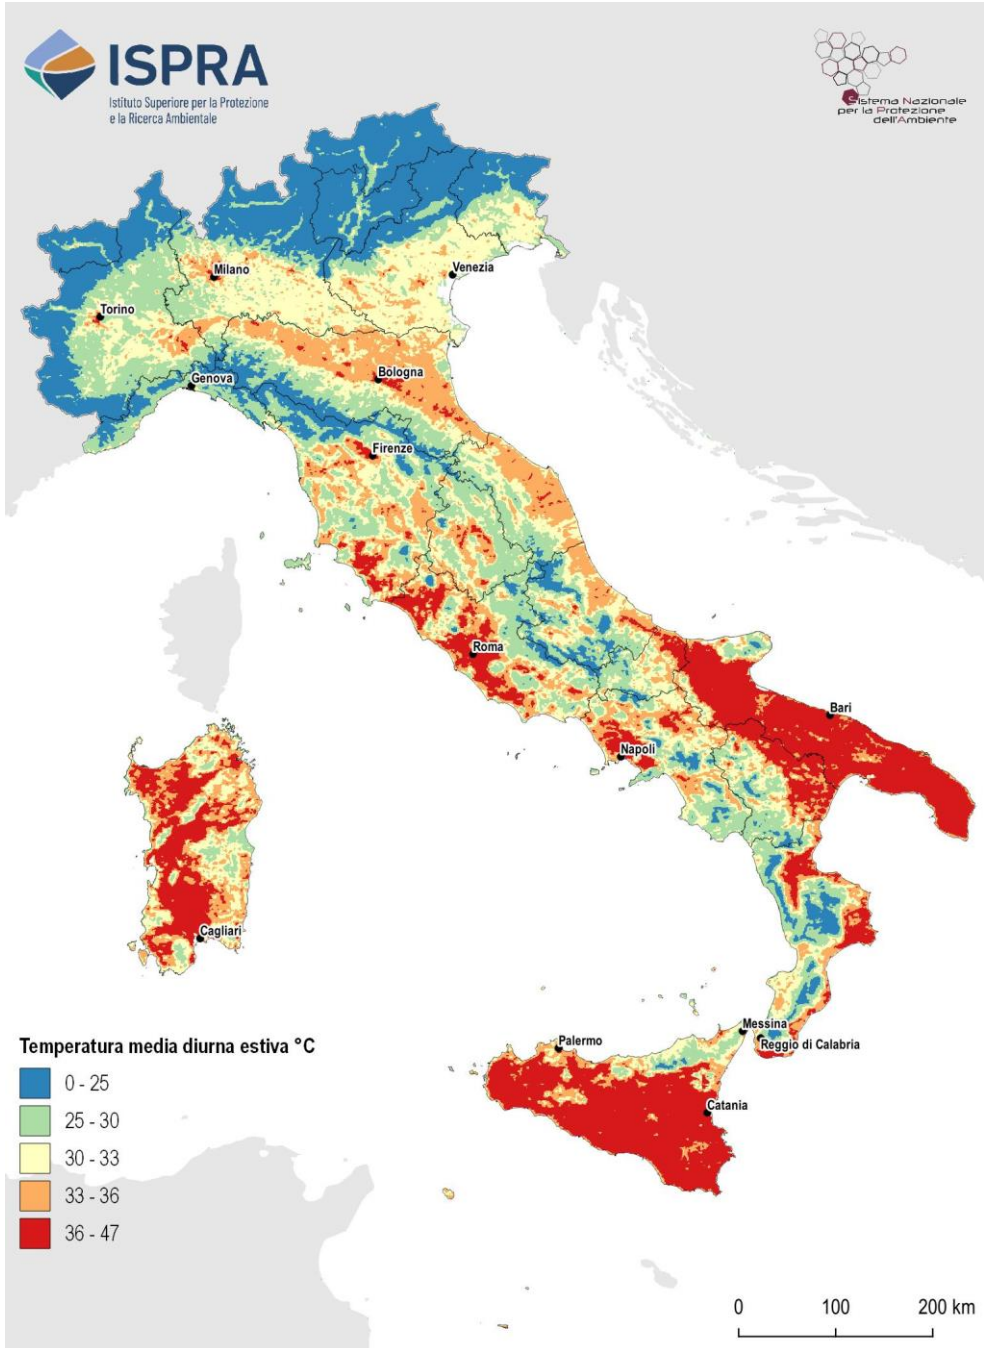 ISPRA
Istituto Superiore per la Protezione
e la Ricerca Ambientale
Sistema Nazionale
per la Protezione
dell'Ambiente
Milano
Venezia
Torino
Genova
Bologna
Firenze
Roma
Bari
Napoli
Cagliari
Messina
Palermo
Reggio di Calabria
Catania
Temperatura media diurna estiva °C
0 - 25
25 - 30
30 - 33
33 - 36
36 - 47
0 100 200 km